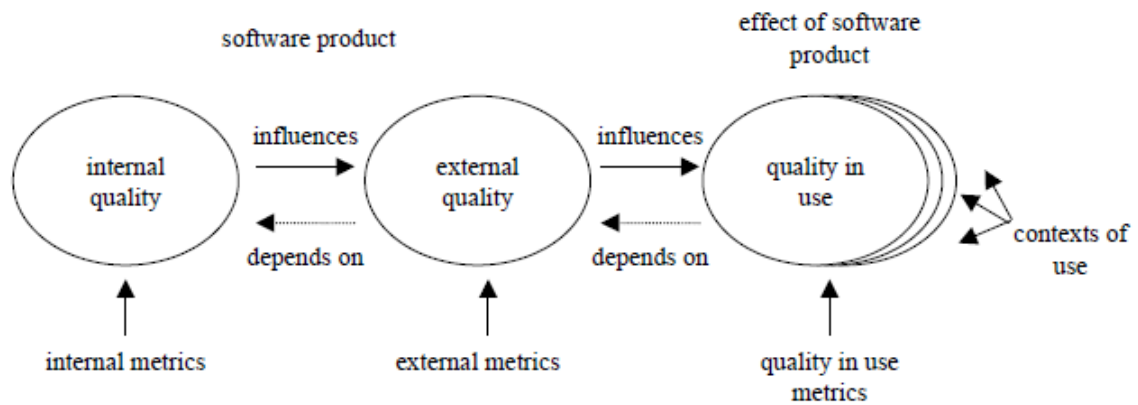 software product
effect of software
product
internal
quality
influences
depends on
external
quality
influences
depends on
quality in
use
contexts of
use
internal metrics
external metrics
quality in use
metrics